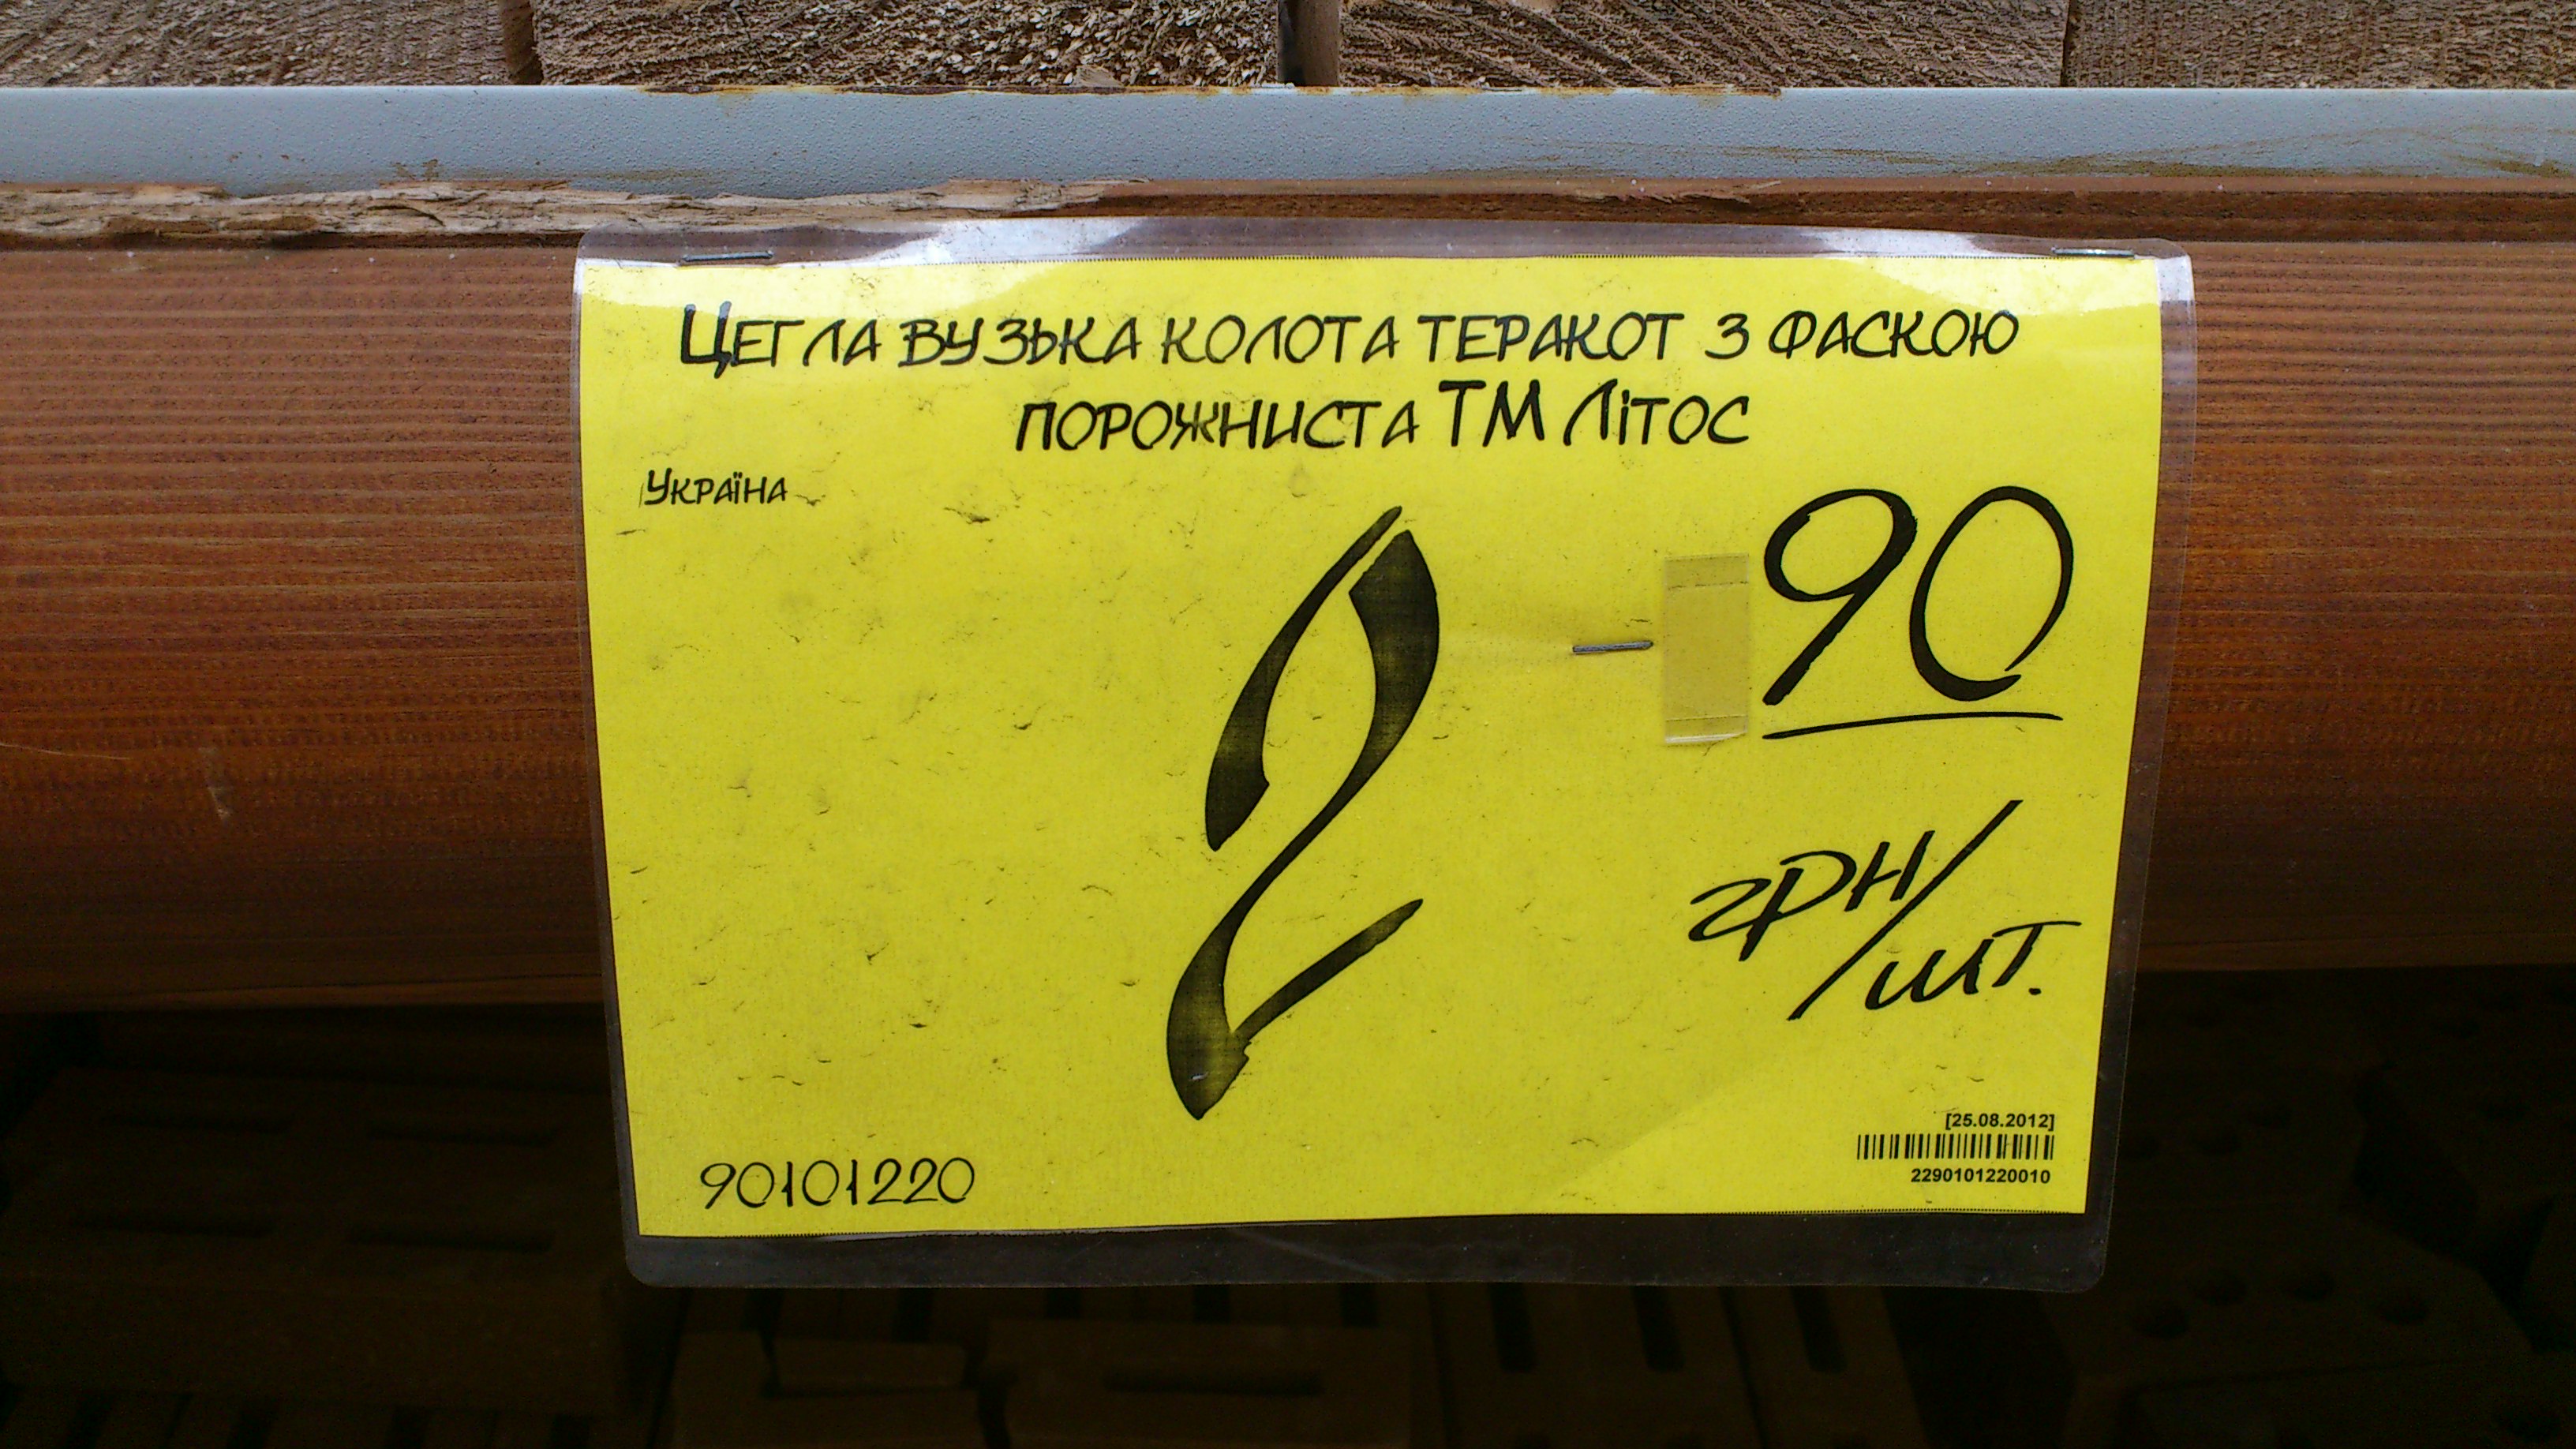 Цегла вузька колота теракот з фаскою
порожниста ТМ Літос
Україна
2 90
грн/шт.
[25.08.2012]
2290101220010
90101220